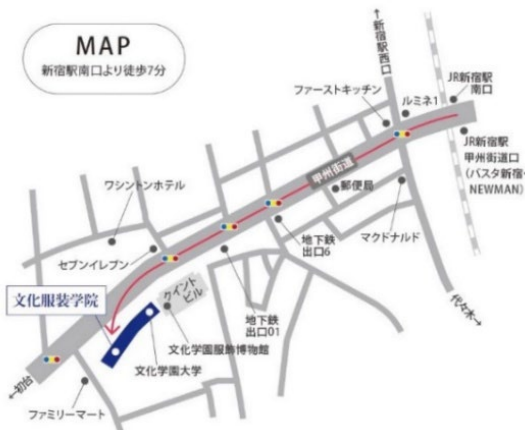 MAP
新宿駅南口より徒歩7分
←新宿駅西口
JR新宿駅
南口
ファーストキッチン
ルミネ1
JR新宿駅
甲州街道口
(バスタ新宿・
NEWMAN)
甲州街道
郵便局
ワシントンホテル
マクドナルド
地下鉄
出口6
セブンイレブン
クイント
ビル
地下鉄
出口01
文化服装学院
文化学園服飾博物館
文化学園大学
代々木→
←初台
ファミリーマート